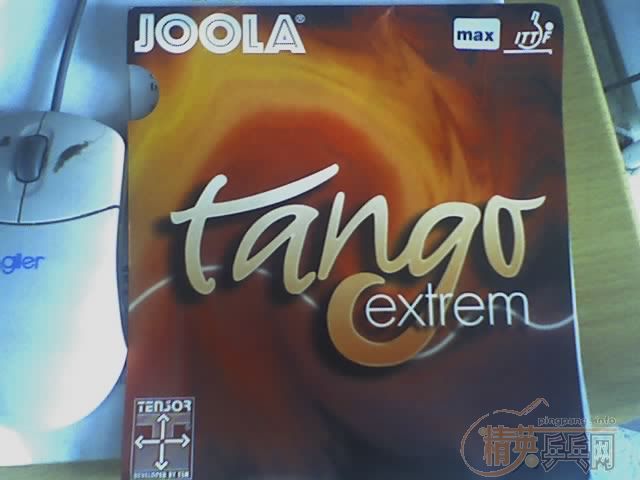 JOOLA®
max
ITTF
tango
extrem
TENSOR
DEVELOPED BY ESN
pingpang.info
精英乒乓网